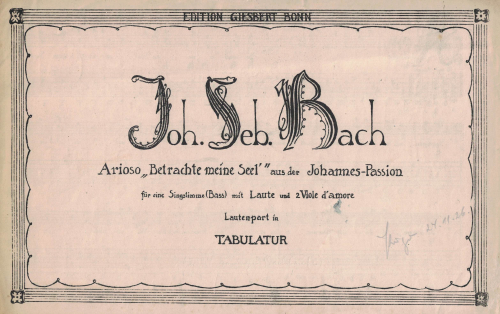 EDITION GIESBERT BONN
Joh. Seb. Bach
Arioso „Betrachte meine Seel'" aus der Johannes-Passion
für eine Singstimme (Bass) mit Laute und 2 Viole d'amore
Lautenpart in
TABULATUR